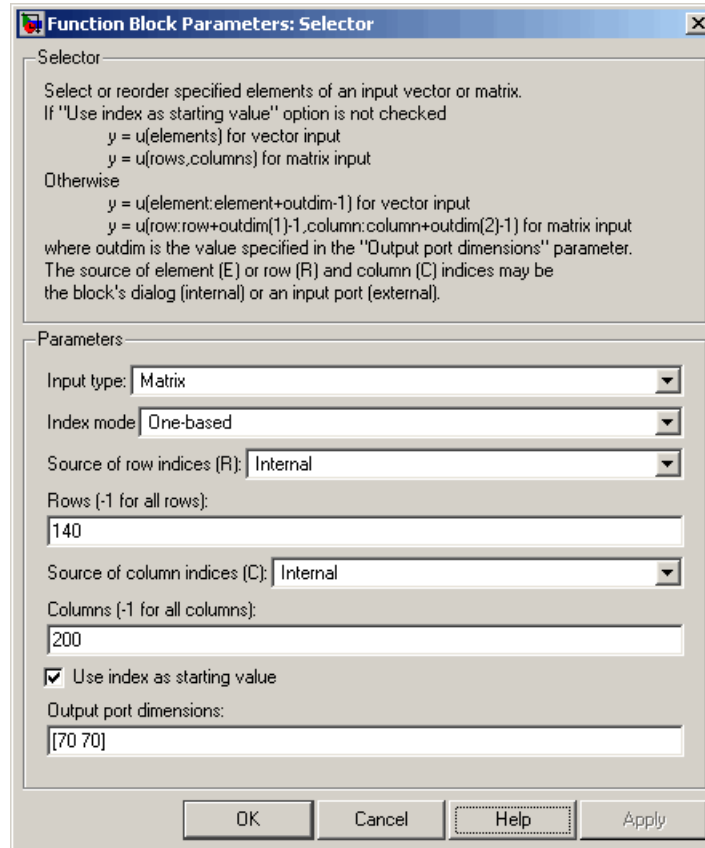 Function Block Parameters: Selector
Selector
Select or reorder specified elements of an input vector or matrix.
If "Use index as starting value" option is not checked
y = u(elements) for vector input
y = u(rows,columns) for matrix input
Otherwise
y = u(element:element+outdim-1) for vector input
y = u(row:row+outdim(1)-1,column:column+outdim(2)-1) for matrix input
where outdim is the value specified in the "Output port dimensions" parameter.
The source of element (E) or row (R) and column (C) indices may be
the block's dialog (internal) or an input port (external).
Parameters
Input type: Matrix
Index mode One-based
Source of row indices (R): Internal
Rows (-1 for all rows):
140
Source of column indices (C): Internal
Columns (-1 for all columns):
200
Use index as starting value
Output port dimensions:
[70 70]
OK Cancel Help Apply